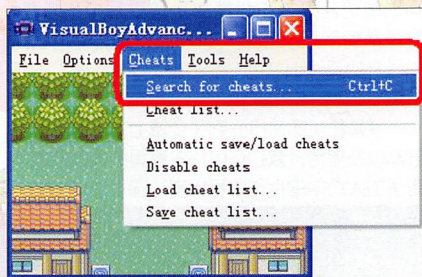 VisualBoyAdvanc...
File Options Cheats Tools Help
Search for cheats... Ctrl+C
Cheat list...
Automatic save/load cheats
Disable cheats
Load cheat list...
Save cheat list...